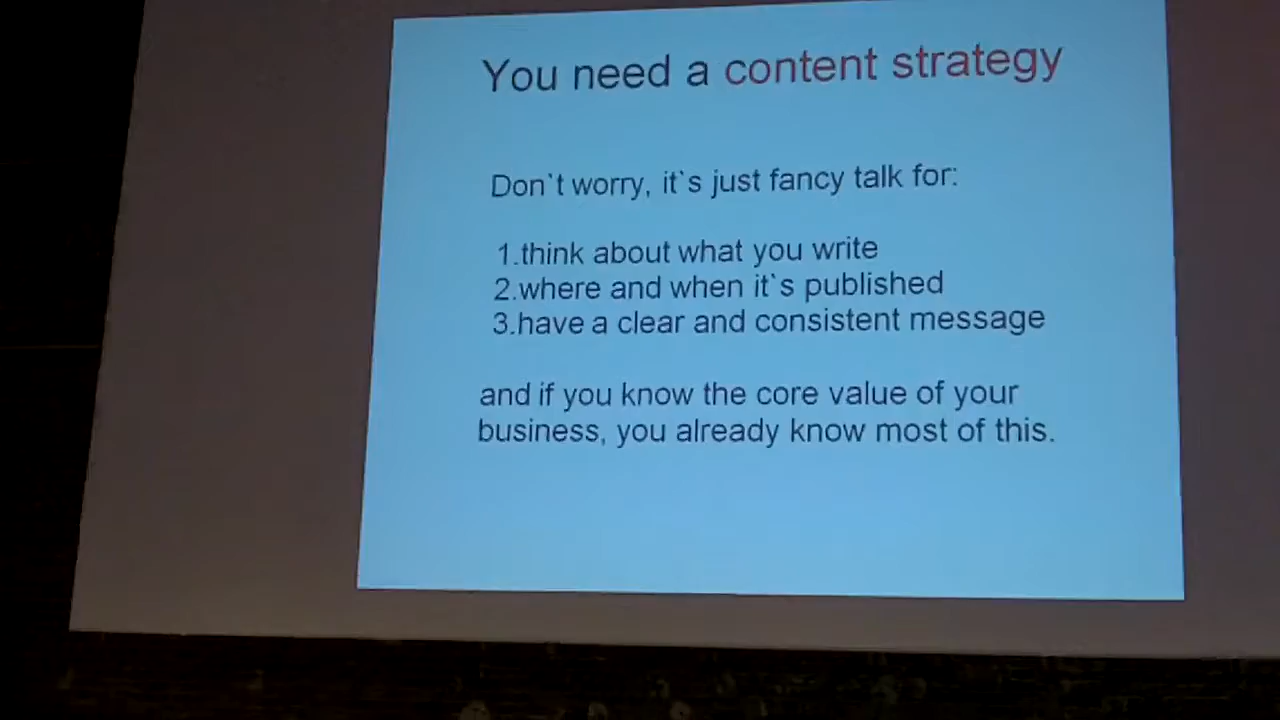 You need a content strategy
Don`t worry, it`s just fancy talk for:
1.think about what you write
2.where and when it`s published
3.have a clear and consistent message
and if you know the core value of your
business, you already know most of this.